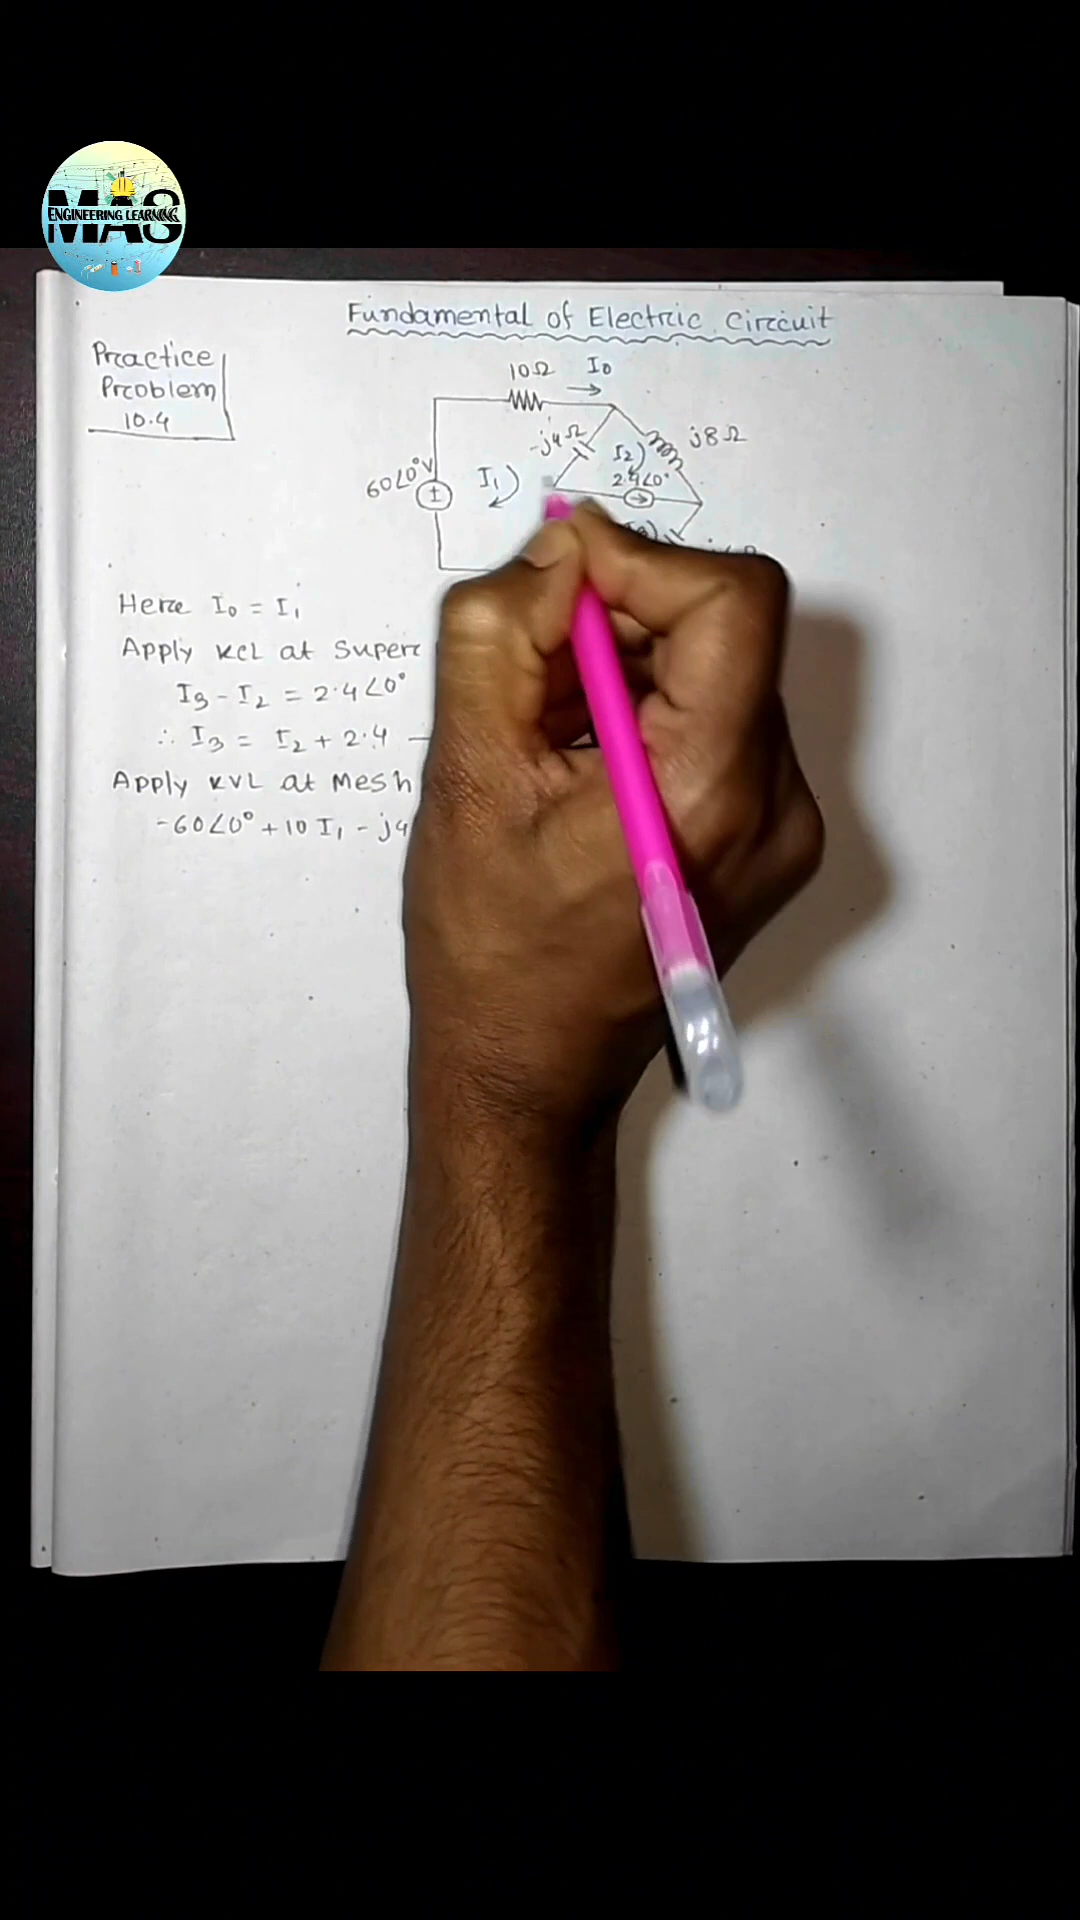 MAS
ENGINEERING LEARNING
Fundamental of Electric Circuit
Practice
Problem
10.4
10Ω I₀
-j4Ω
j8Ω
60∠0°V
±
I₁
I₂
2.4∠0°
Here I₀ = I₁
Apply KCL at Super
I₃ - I₂ = 2.4∠0°
∴ I₃ = I₂ + 2.4
Apply KVL at Mesh
-60∠0° + 10 I₁ - j4